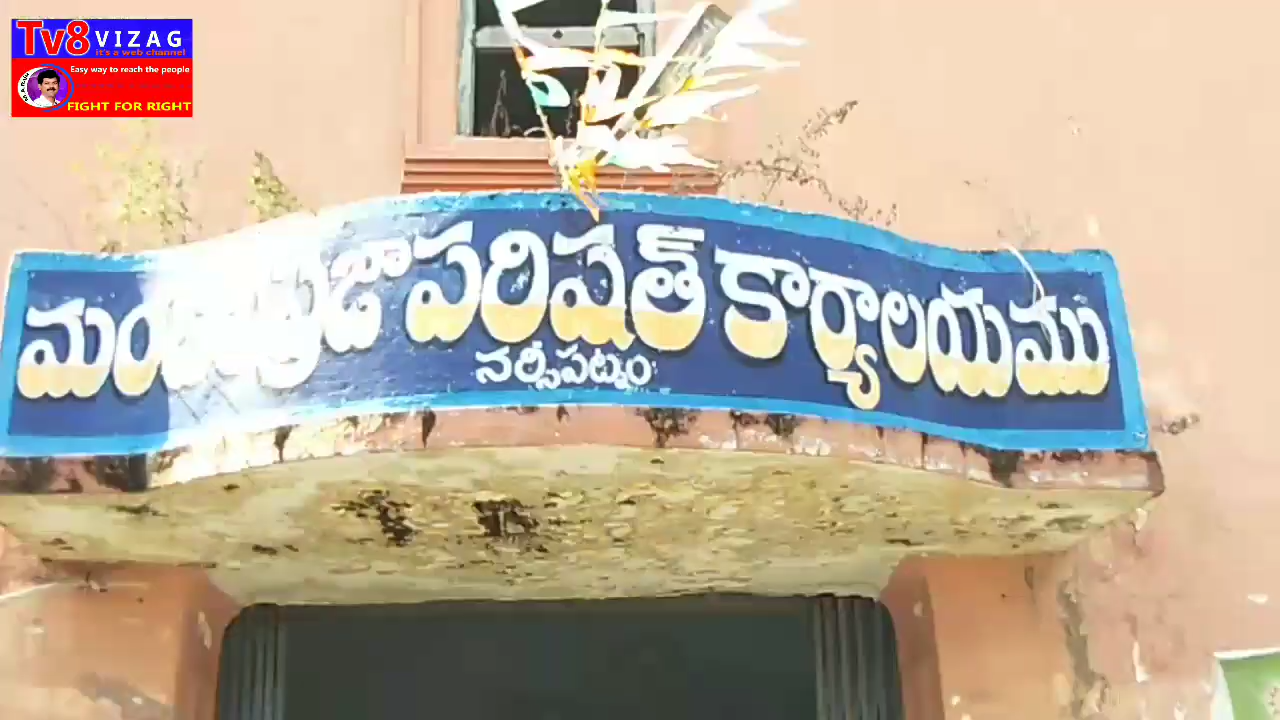 Tv8 VIZAG
it's a web channel
Easy way to reach the people
FIGHT FOR RIGHT
ప్రజా పరిషత్ కార్యాలయము
నర్సీపట్నం